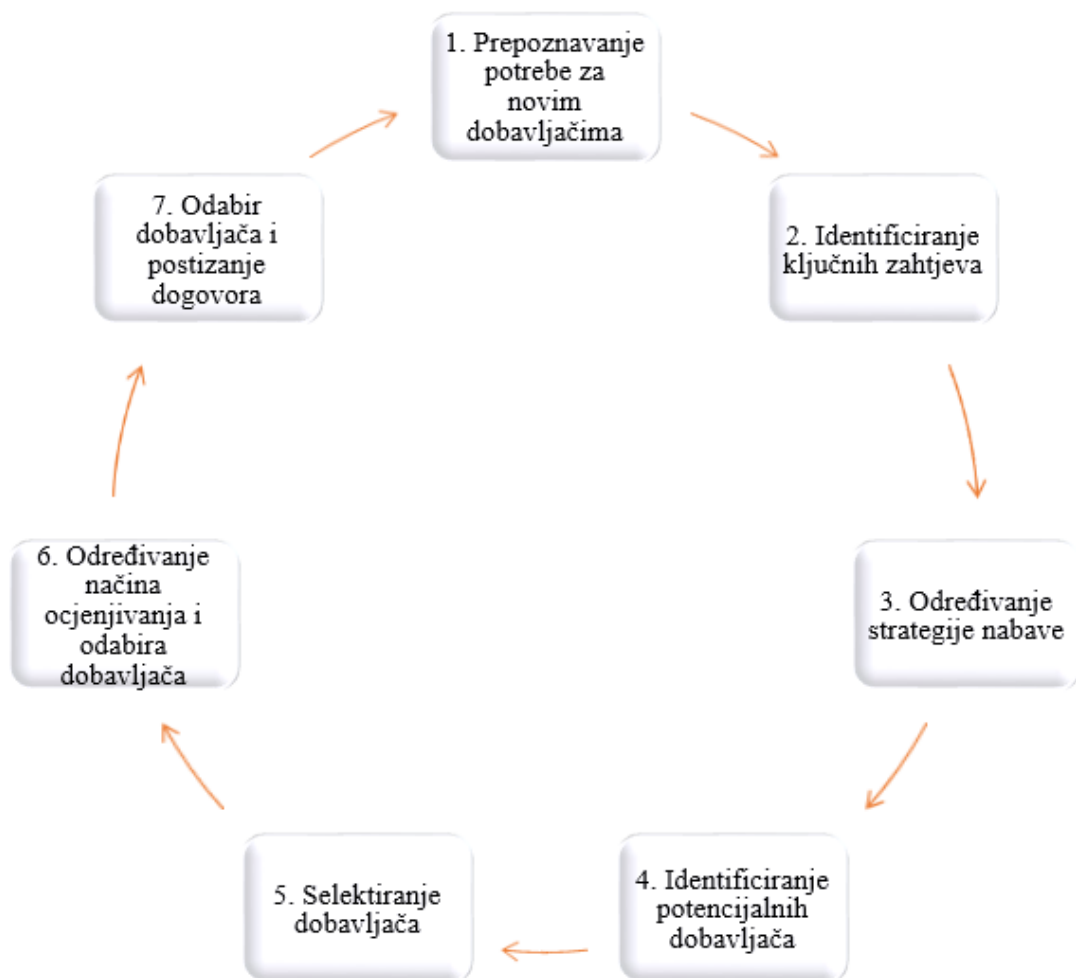 1. Prepoznavanje
potrebe za
novim
dobavljačima
2. Identificiranje
ključnih zahtjeva
3. Određivanje
strategije nabave
4. Identificiranje
potencijalnih
dobavljača
5. Selektiranje
dobavljača
6. Određivanje
načina
ocjenjivanja i
odabira
dobavljača
7. Odabir
dobavljača i
postizanje
dogovora